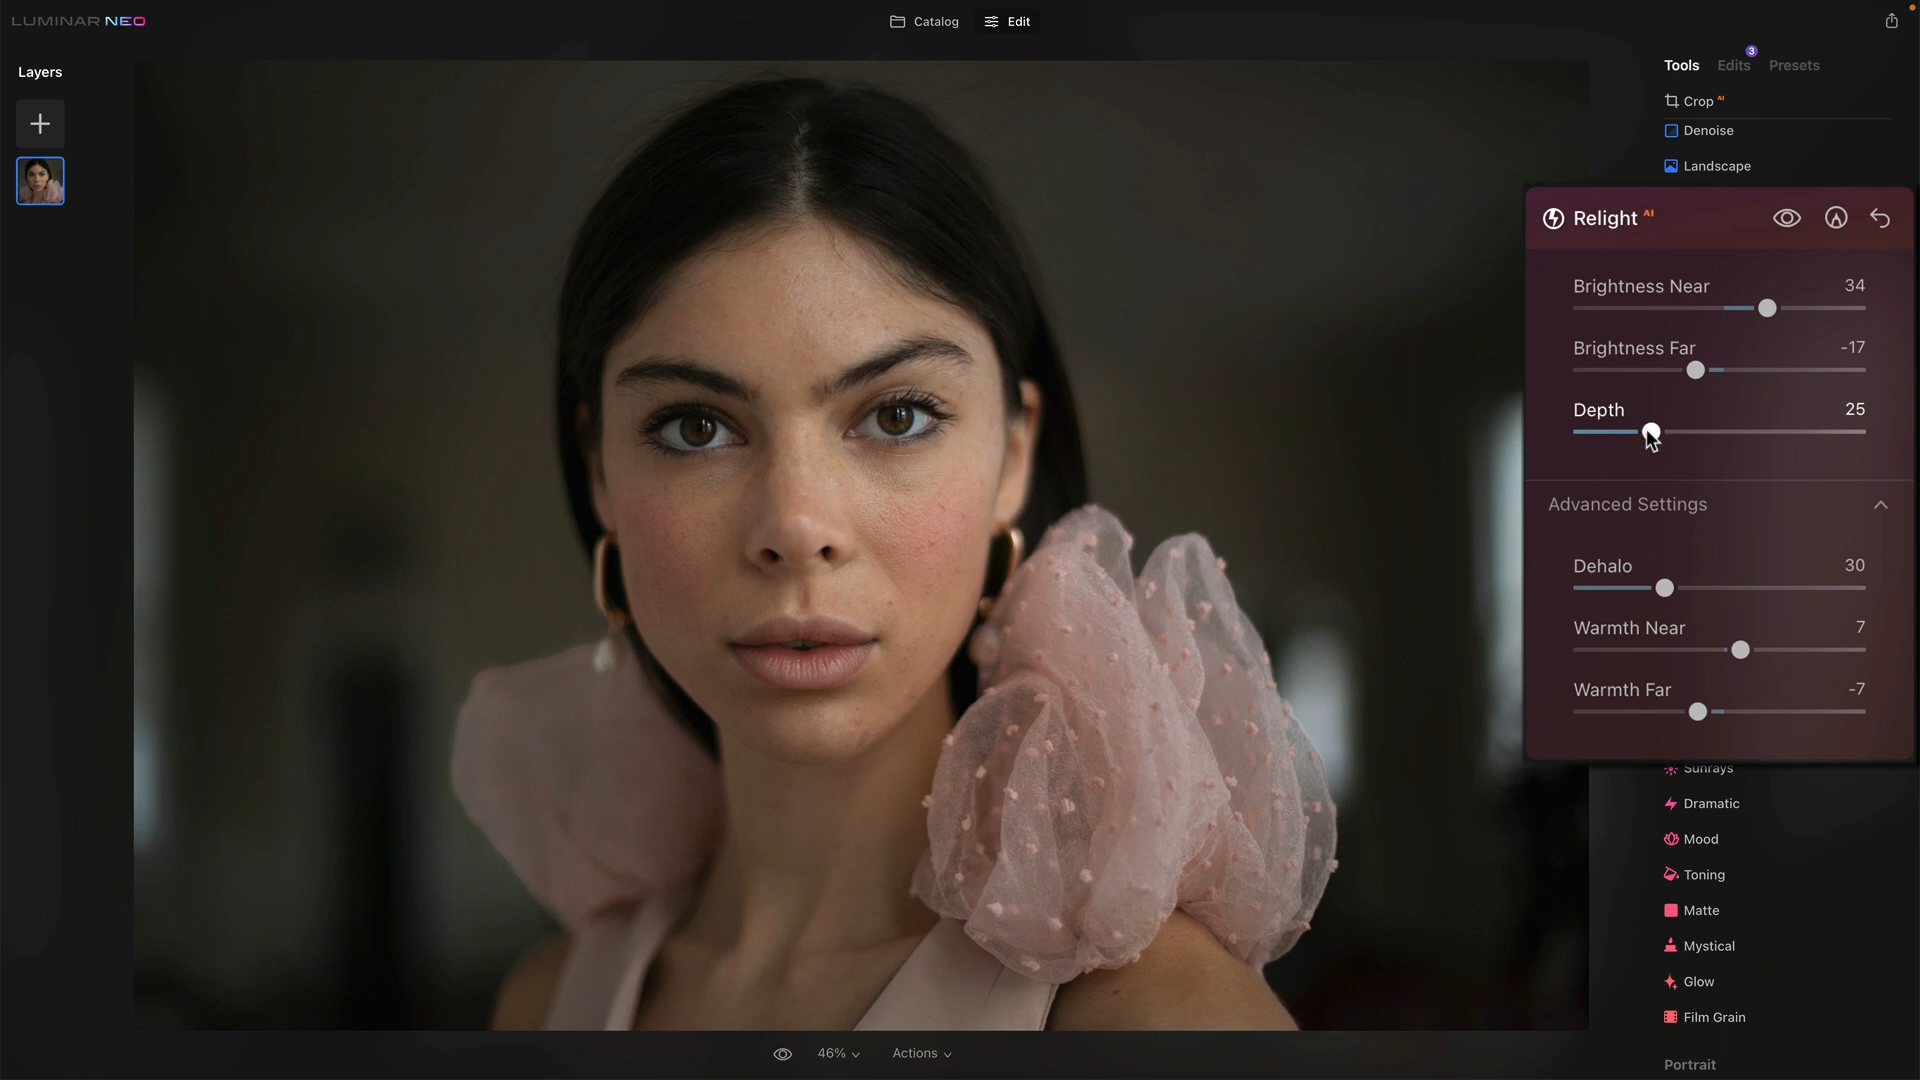 LUMINAR NEO
Catalog
Edit
Layers
Tools
Edits
3
Presets
Crop AI
Denoise
Landscape
Relight AI
Brightness Near
34
Brightness Far
-17
Depth
25
Advanced Settings
Dehalo
30
Warmth Near
7
Warmth Far
-7
Sunrays
Dramatic
Mood
Toning
Matte
Mystical
Glow
Film Grain
Portrait
46%
Actions